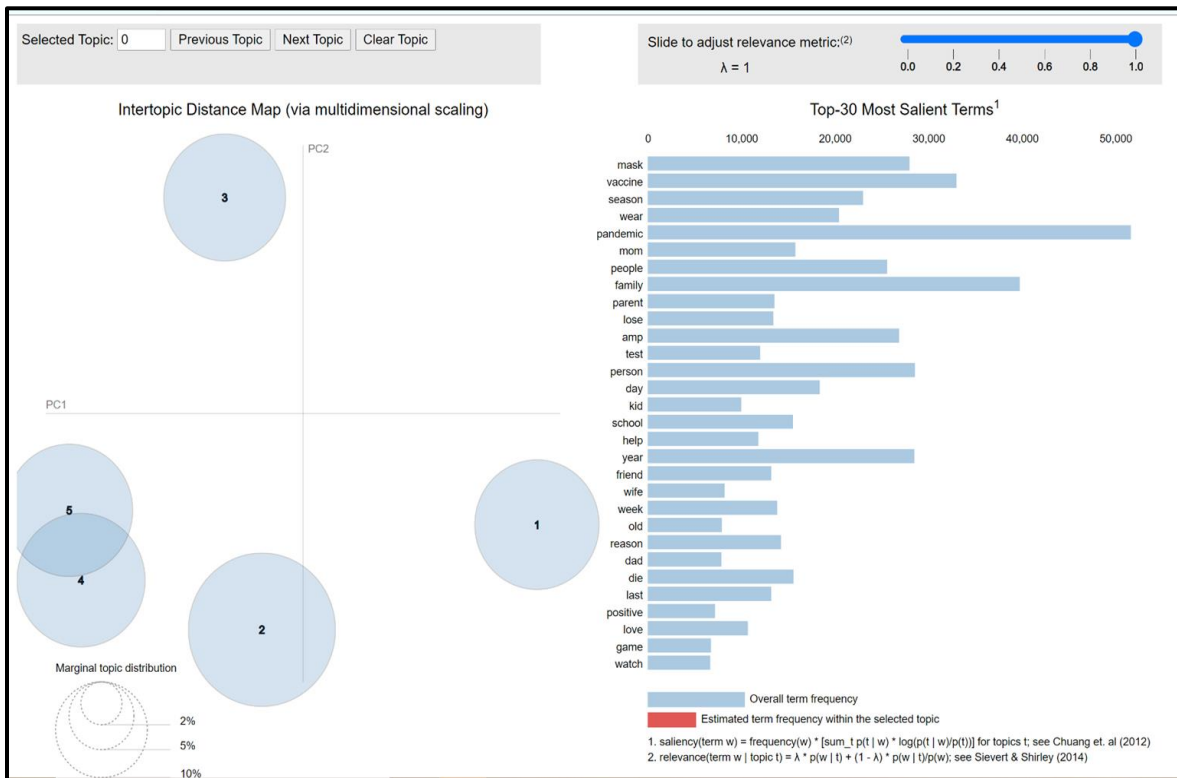 Selected Topic: 0 Previous Topic Next Topic Clear Topic
Slide to adjust relevance metric:(2)
λ = 1
0.0 0.2 0.4 0.6 0.8 1.0
Intertopic Distance Map (via multidimensional scaling)
PC2
PC1
3
5
4
2
1
Marginal topic distribution
2%
5%
10%
Top-30 Most Salient Terms1
0 10,000 20,000 30,000 40,000 50,000
mask
vaccine
season
wear
pandemic
mom
people
family
parent
lose
amp
test
person
day
kid
school
help
year
friend
wife
week
old
reason
dad
die
last
positive
love
game
watch
Overall term frequency
Estimated term frequency within the selected topic
1. saliency(term w) = frequency(w) * [sum_t p(t | w) * log(p(t | w)/p(t))] for topics t; see Chuang et. al (2012)
2. relevance(term w | topic t) = λ * p(w | t) + (1 - λ) * p(w | t)/p(w); see Sievert & Shirley (2014)